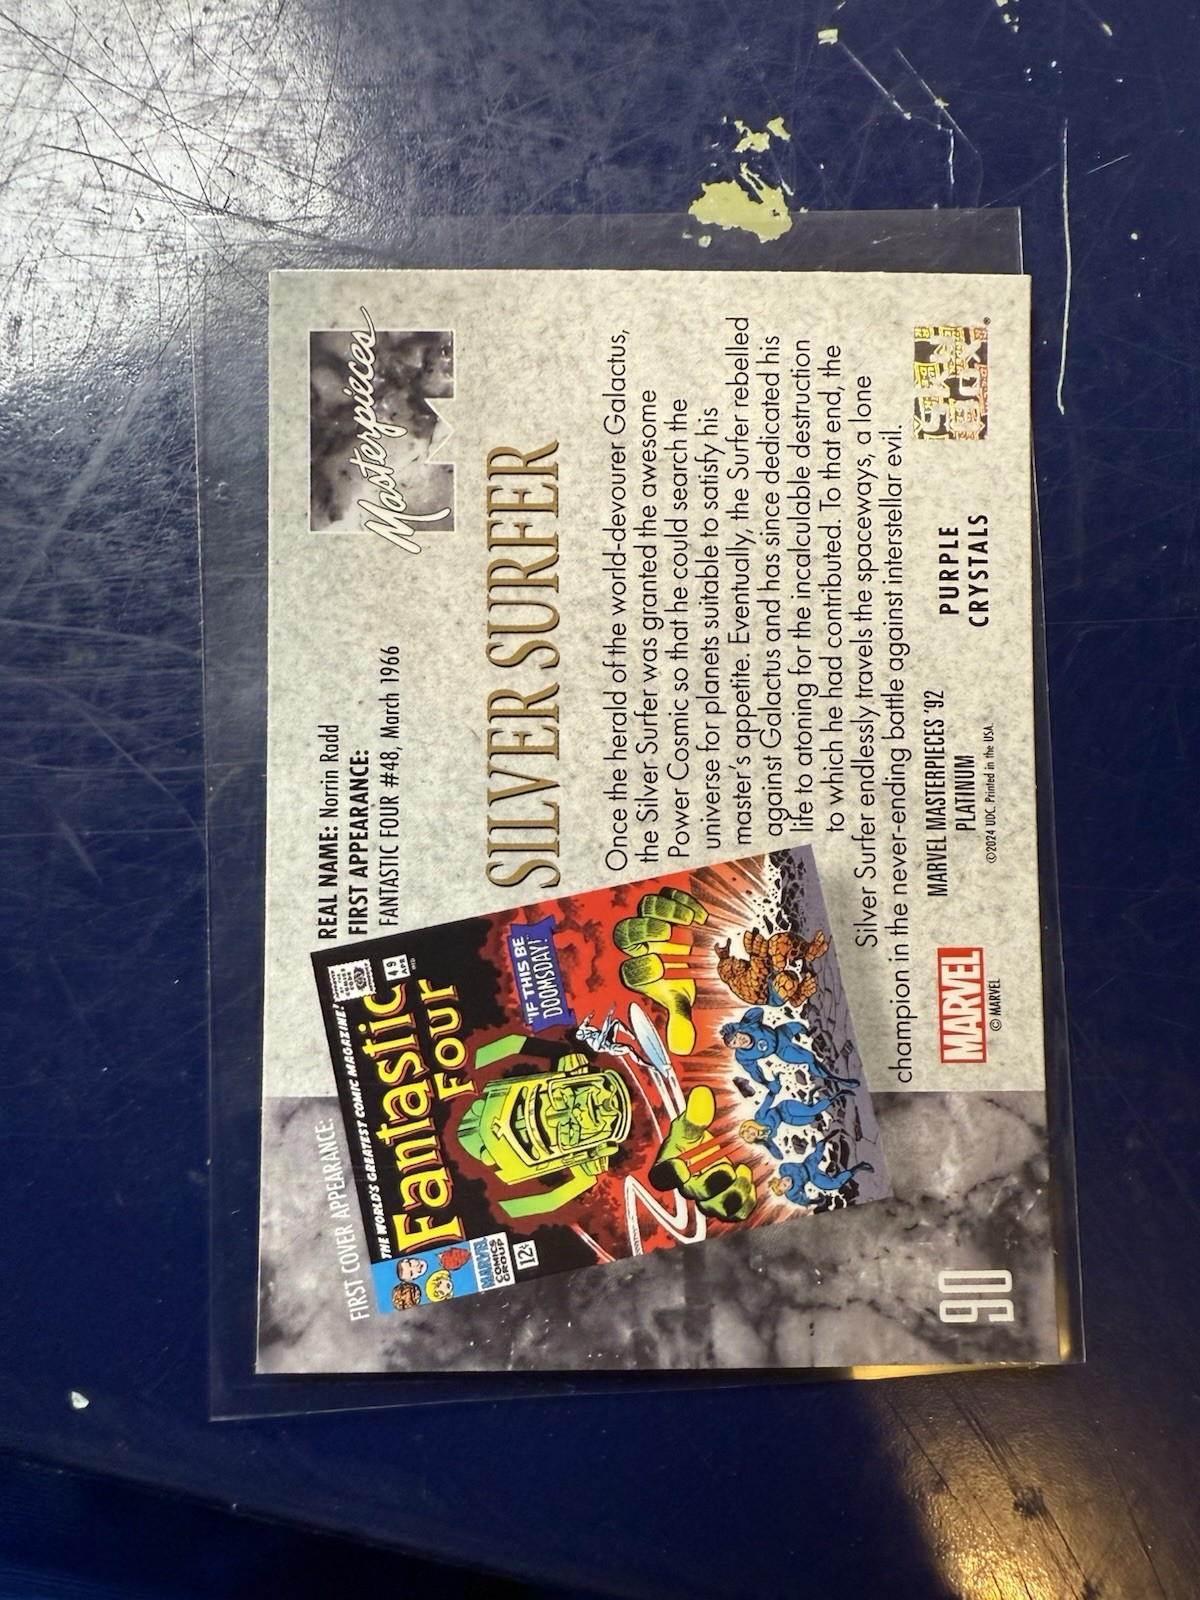 FIRST COVER APPEARANCE:
THE WORLD'S GREATEST COMIC MAGAZINE!
Fantastic
FOUR
MARVEL
COMICS
GROUP
12¢
49
APR
"IF THIS BE
DOOMSDAY!"
REAL NAME: Norrin Radd
FIRST APPEARANCE:
FANTASTIC FOUR #48, March 1966
Masterpieces
SILVER SURFER
Once the herald of the world-devourer Galactus,
the Silver Surfer was granted the awesome
Power Cosmic so that he could search the
universe for planets suitable to satisfy his
master's appetite. Eventually, the Surfer rebelled
against Galactus and has since dedicated his
life to atoning for the incalculable destruction
to which he had contributed. To that end, the
Silver Surfer endlessly travels the spaceways, a lone
champion in the never-ending battle against interstellar evil.
90
MARVEL
© MARVEL
MARVEL MASTERPIECES '92
PLATINUM
©2024 UDC. Printed in the USA.
PURPLE
CRYSTALS
SKY
BOX®